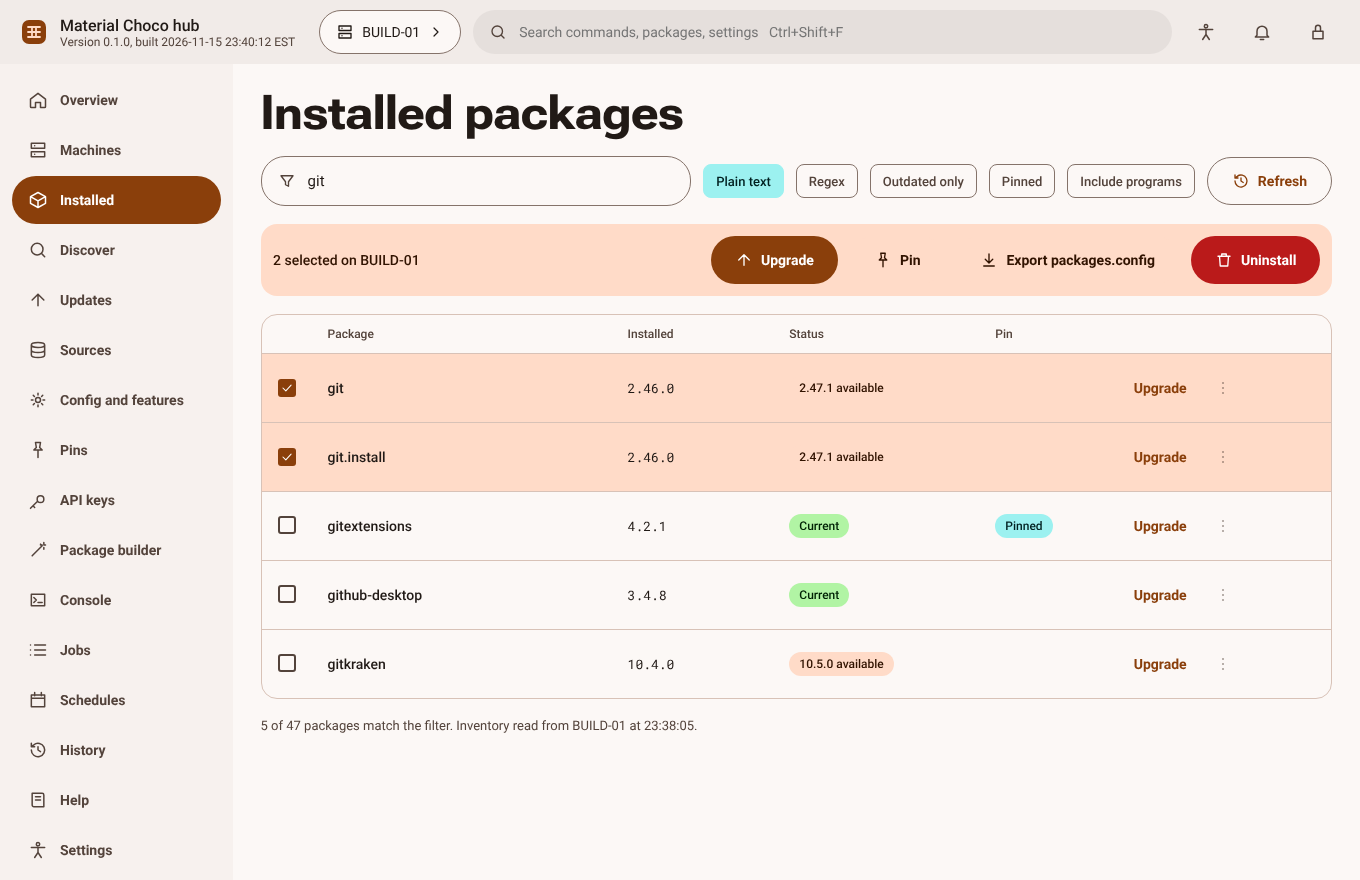 Material Choco hub
Version 0.1.0, built 2026-11-15 23:40:12 EST
BUILD-01
Search commands, packages, settings Ctrl+Shift+F
Overview
Machines
Installed
Discover
Updates
Sources
Config and features
Pins
API keys
Package builder
Console
Jobs
Schedules
History
Help
Settings
Installed packages
git
Plain text
Regex
Outdated only
Pinned
Include programs
Refresh
2 selected on BUILD-01
Upgrade
Pin
Export packages.config
Uninstall
Package Installed Status Pin
git 2.46.0 2.47.1 available Upgrade
git.install 2.46.0 2.47.1 available Upgrade
gitextensions 4.2.1 Current Pinned Upgrade
github-desktop 3.4.8 Current Upgrade
gitkraken 10.4.0 10.5.0 available Upgrade
5 of 47 packages match the filter. Inventory read from BUILD-01 at 23:38:05.